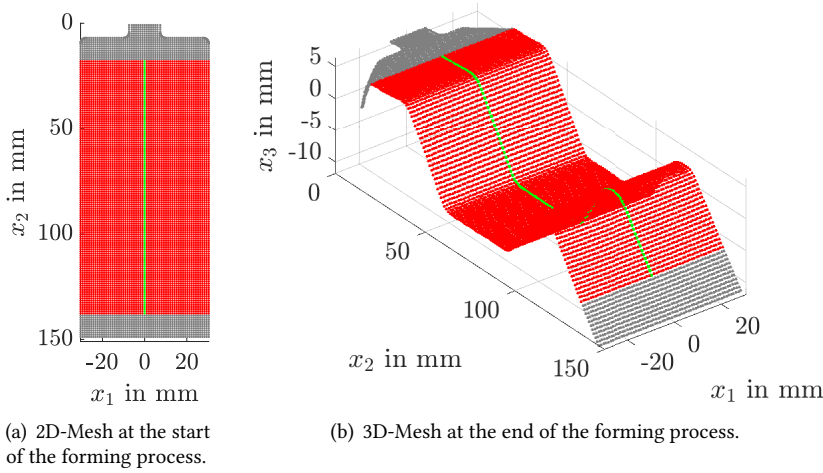 0
50
100
150
x2 in mm
-20
0
20
x1 in mm
(a) 2D-Mesh at the start
of the forming process.
5
0
-5
-10
x3 in mm
0
50
100
150
x2 in mm
-20
0
20
x1 in mm
(b) 3D-Mesh at the end of the forming process.